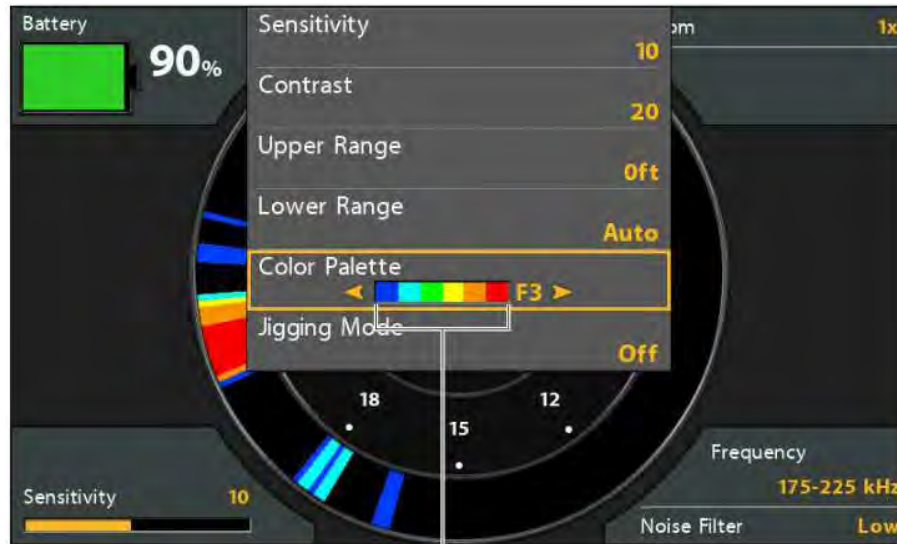 Battery
90%
Sensitivity
10
Contrast
20
Upper Range
0ft
Lower Range
Auto
Color Palette
F3
Jigging Mode
Off
1x
18
12
15
Sensitivity 10
Frequency
175-225 kHz
Noise Filter Low